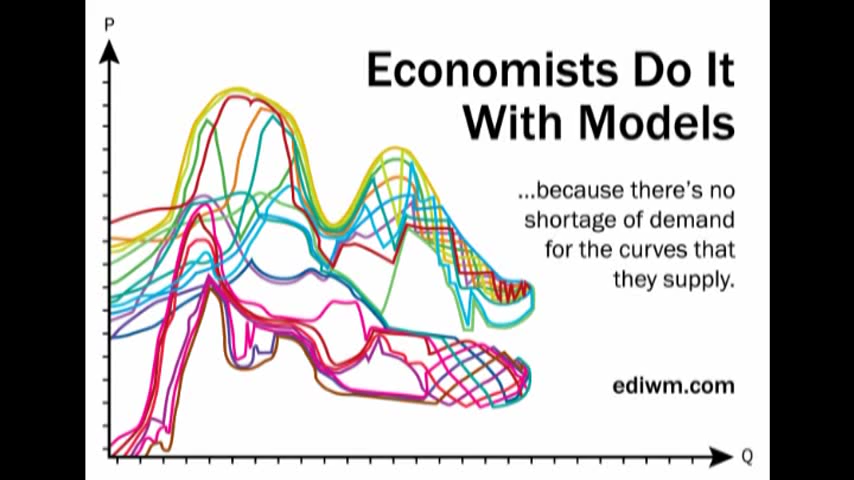 P
Economists Do It
With Models
...because there's no
shortage of demand
for the curves that
they supply.
ediwm.com
Q